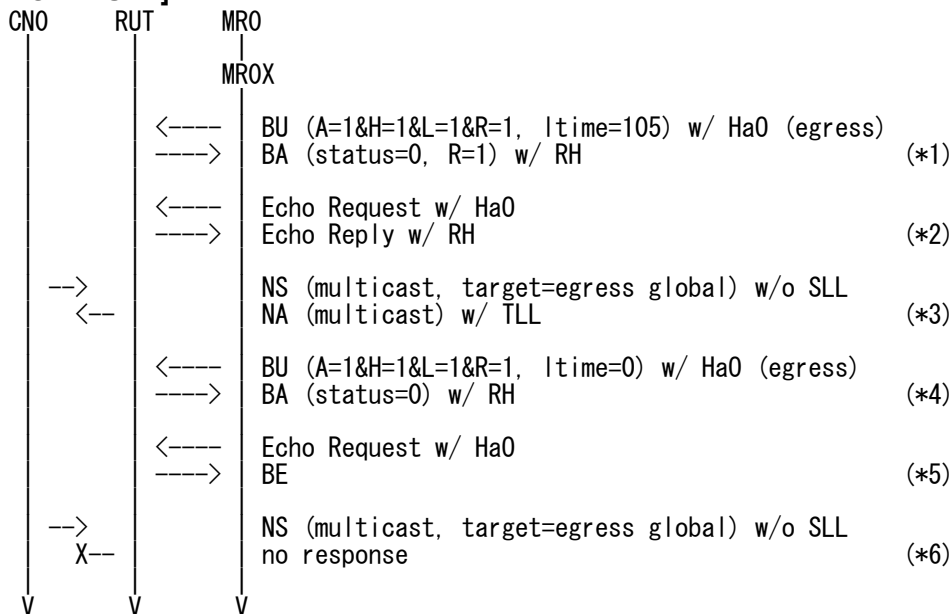 CNO RUT MRO
MROX
<---- BU (A=1&H=1&L=1&R=1, ltime=105) w/ HaO (egress)
----> BA (status=0, R=1) w/ RH (*1)
<---- Echo Request w/ HaO
----> Echo Reply w/ RH (*2)
--> NS (multicast, target=egress global) w/o SLL
<-- NA (multicast) w/ TLL (*3)
<---- BU (A=1&H=1&L=1&R=1, ltime=0) w/ HaO (egress)
----> BA (status=0) w/ RH (*4)
<---- Echo Request w/ HaO
----> BE (*5)
--> NS (multicast, target=egress global) w/o SLL
X-- no response (*6)
V V V